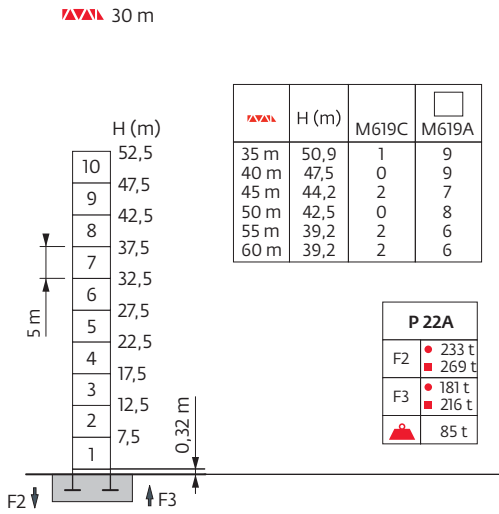 30 m
H (m)
10 52,5
9 47,5
8 42,5
7 37,5
6 32,5
5 27,5
4 22,5
3 17,5
2 12,5
1 7,5
5 m
0,32 m
F2 F3
H (m) M619C M619A
35 m 50,9 1 9
40 m 47,5 0 9
45 m 44,2 2 7
50 m 42,5 0 8
55 m 39,2 2 6
60 m 39,2 2 6
P 22A
F2 233 t
269 t
F3 181 t
216 t
85 t